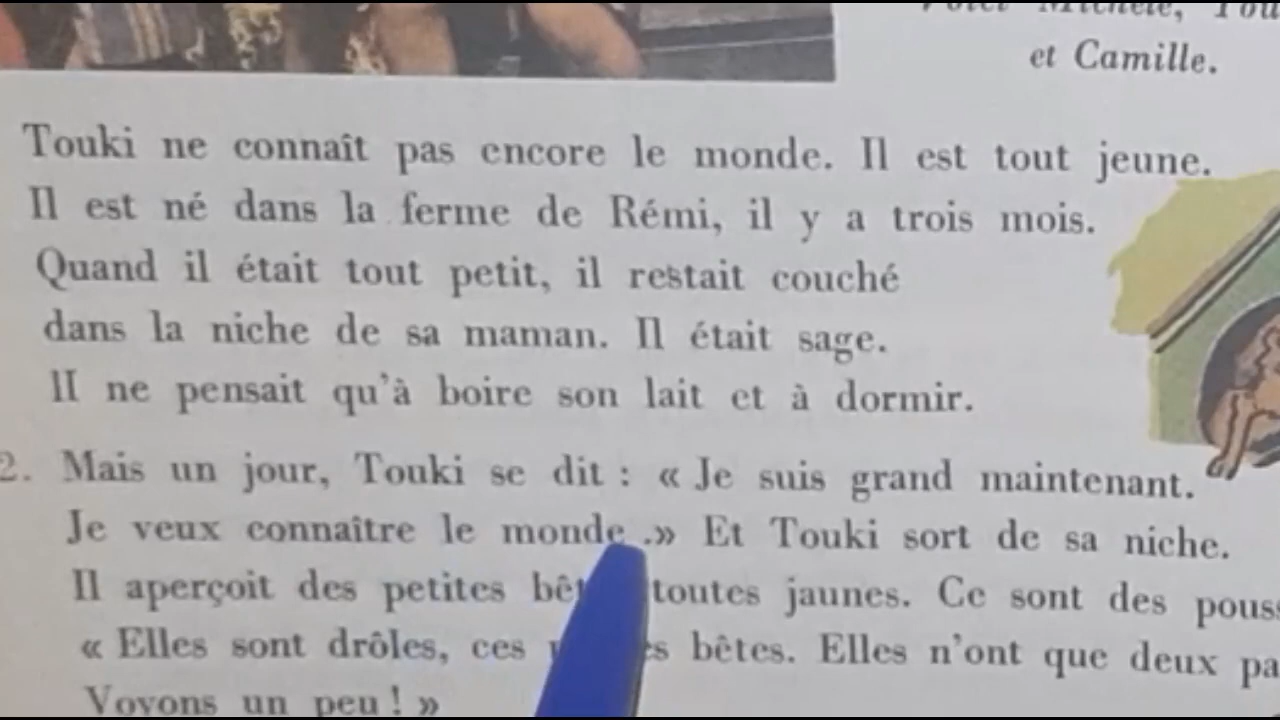 et Camille.
Touki ne connaît pas encore le monde. Il est tout jeune.
Il est né dans la ferme de Rémi, il y a trois mois.
Quand il était tout petit, il restait couché
dans la niche de sa maman. Il était sage.
Il ne pensait qu'à boire son lait et à dormir.
2. Mais un jour, Touki se dit : « Je suis grand maintenant.
Je veux connaître le monde.» Et Touki sort de sa niche.
Il aperçoit des petites toutes jaunes. Ce sont des
« Elles sont drôles, ces bêtes. Elles n'ont que deux
Voyons un peu ! »